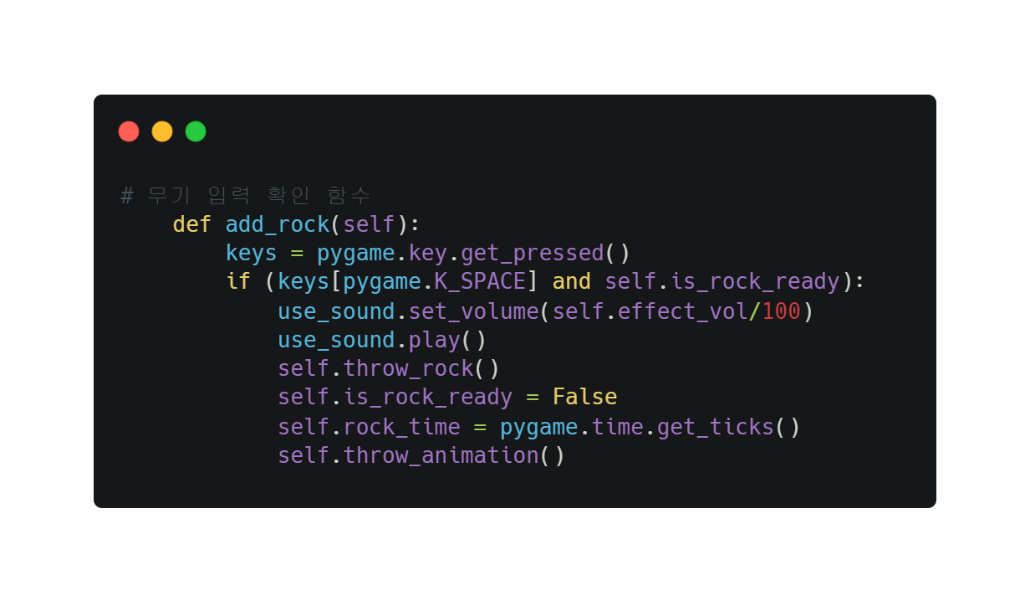 # 무기 입력 확인 함수
    def add_rock(self):
        keys = pygame.key.get_pressed()
        if (keys[pygame.K_SPACE] and self.is_rock_ready):
            use_sound.set_volume(self.effect_vol/100)
            use_sound.play()
            self.throw_rock()
            self.is_rock_ready = False
            self.rock_time = pygame.time.get_ticks()
            self.throw_animation()